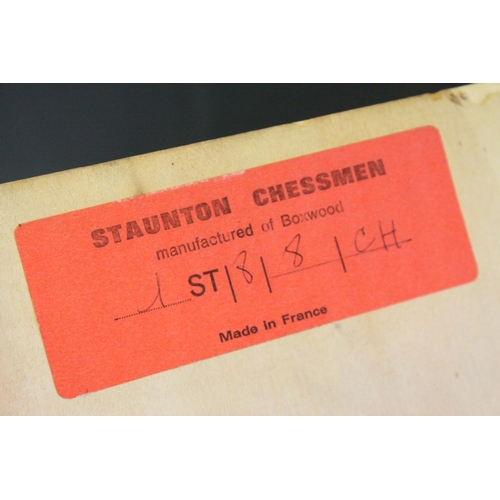 STAUNTON CHESSMEN
manufactured of Boxwood
1 ST/8/8/CH
Made in France